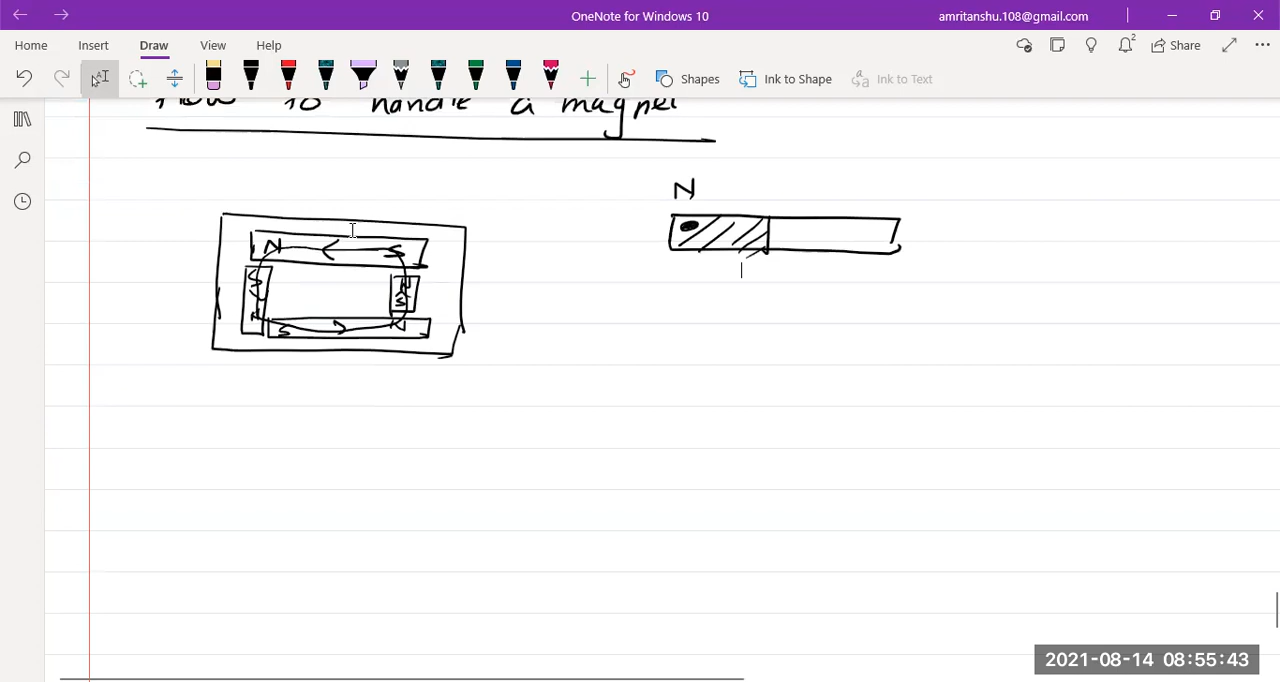 OneNote for Windows 10
amritanshu.108@gmail.com
Home Insert Draw View Help
2
Share
Shapes
Ink to Shape
Ink to Text
How to handle a magnet
N
N S
S N
N S
S N
2021-08-14 08:55:43